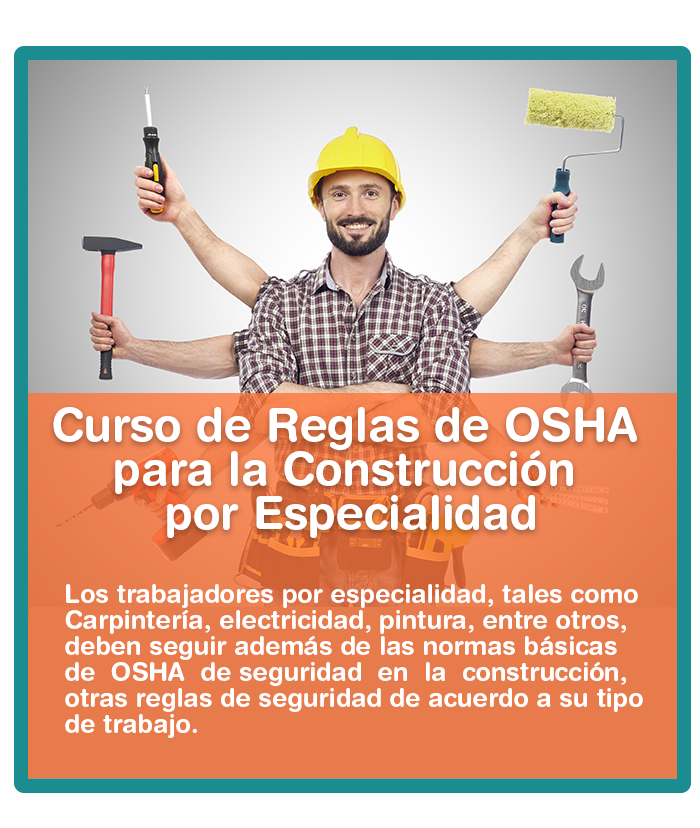 Curso de Reglas de OSHA
para la Construcción
por Especialidad
Los trabajadores por especialidad, tales como
Carpintería, electricidad, pintura, entre otros,
deben seguir además de las normas básicas
de OSHA de seguridad en la construcción,
otras reglas de seguridad de acuerdo a su tipo
de trabajo.